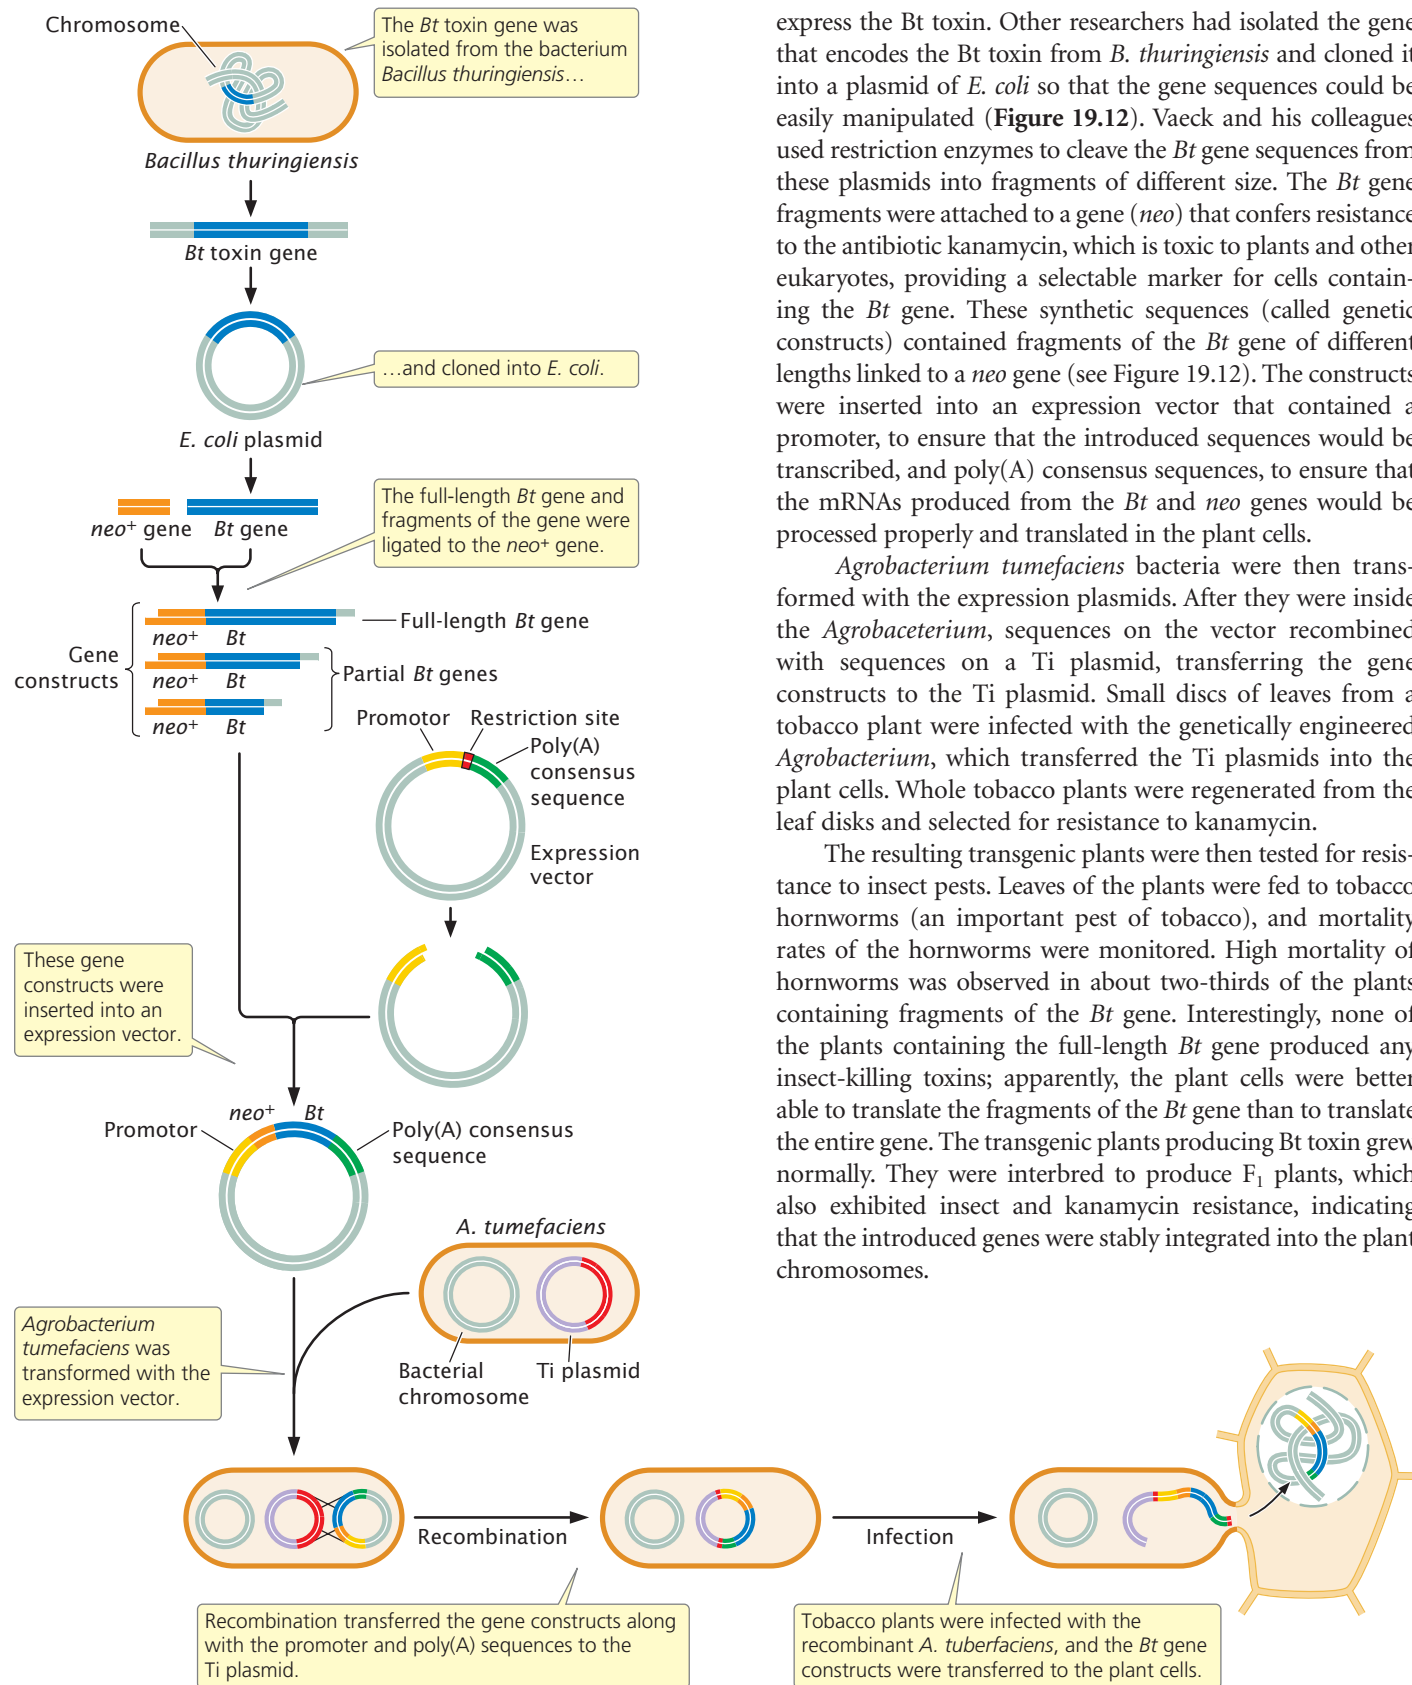 Chromosome
The Bt toxin gene was
isolated from the bacterium
Bacillus thuringiensis…
Bacillus thuringiensis
Bt toxin gene
…and cloned into E. coli.
E. coli plasmid
The full-length Bt gene and
fragments of the gene were
ligated to the neo+ gene.
neo+ gene
Bt gene
Gene
constructs
neo+ Bt
Full-length Bt gene
neo+ Bt
Partial Bt genes
neo+ Bt
Promotor
Restriction site
Poly(A)
consensus
sequence
Expression
vector
These gene
constructs were
inserted into an
expression vector.
neo+ Bt
Promotor
Poly(A) consensus
sequence
A. tumefaciens
Agrobacterium
tumefaciens was
transformed with the
expression vector.
Bacterial
chromosome
Ti plasmid
Recombination
Infection
Recombination transferred the gene constructs along
with the promoter and poly(A) sequences to the
Ti plasmid.
Tobacco plants were infected with the
recombinant A. tuberfaciens, and the Bt gene
constructs were transferred to the plant cells.
express the Bt toxin. Other researchers had isolated the gene
that encodes the Bt toxin from B. thuringiensis and cloned it
into a plasmid of E. coli so that the gene sequences could be
easily manipulated (Figure 19.12). Vaeck and his colleagues
used restriction enzymes to cleave the Bt gene sequences from
these plasmids into fragments of different size. The Bt gene
fragments were attached to a gene (neo) that confers resistance
to the antibiotic kanamycin, which is toxic to plants and other
eukaryotes, providing a selectable marker for cells contain-
ing the Bt gene. These synthetic sequences (called genetic
constructs) contained fragments of the Bt gene of different
lengths linked to a neo gene (see Figure 19.12). The constructs
were inserted into an expression vector that contained a
promoter, to ensure that the introduced sequences would be
transcribed, and poly(A) consensus sequences, to ensure that
the mRNAs produced from the Bt and neo genes would be
processed properly and translated in the plant cells.
Agrobacterium tumefaciens bacteria were then trans-
formed with the expression plasmids. After they were inside
the Agrobaceterium, sequences on the vector recombined
with sequences on a Ti plasmid, transferring the gene
constructs to the Ti plasmid. Small discs of leaves from a
tobacco plant were infected with the genetically engineered
Agrobacterium, which transferred the Ti plasmids into the
plant cells. Whole tobacco plants were regenerated from the
leaf disks and selected for resistance to kanamycin.
The resulting transgenic plants were then tested for resis-
tance to insect pests. Leaves of the plants were fed to tobacco
hornworms (an important pest of tobacco), and mortality
rates of the hornworms were monitored. High mortality of
hornworms was observed in about two-thirds of the plants
containing fragments of the Bt gene. Interestingly, none of
the plants containing the full-length Bt gene produced any
insect-killing toxins; apparently, the plant cells were better
able to translate the fragments of the Bt gene than to translate
the entire gene. The transgenic plants producing Bt toxin grew
normally. They were interbred to produce F1 plants, which
also exhibited insect and kanamycin resistance, indicating
that the introduced genes were stably integrated into the plant
chromosomes.